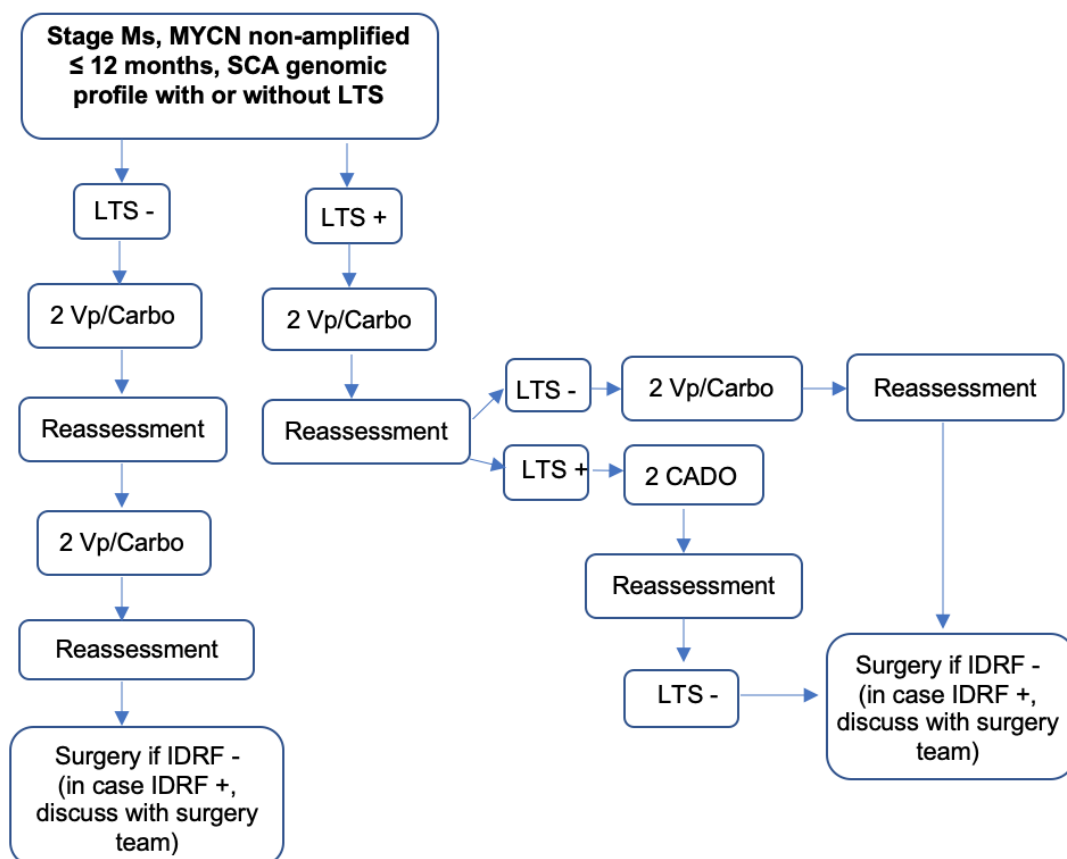 Stage Ms, MYCN non-amplified
≤ 12 months, SCA genomic
profile with or without LTS
LTS -
LTS +
2 Vp/Carbo
2 Vp/Carbo
LTS -
2 Vp/Carbo
Reassessment
Reassessment
Reassessment
LTS +
2 CADO
2 Vp/Carbo
Reassessment
Reassessment
LTS -
Surgery if IDRF -
(in case IDRF +,
discuss with surgery
team)
Surgery if IDRF -
(in case IDRF +,
discuss with surgery
team)